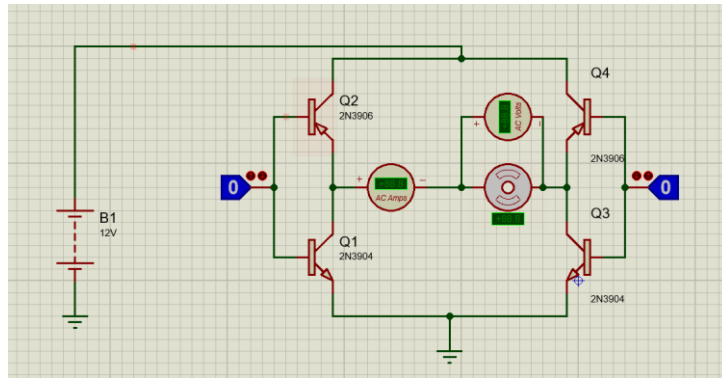 Q4
Q2
2N3906
AC Volts
+
-
2N3906
0
+
-
AC Amps
0
B1
12V
Q1
2N3904
Q3
2N3904